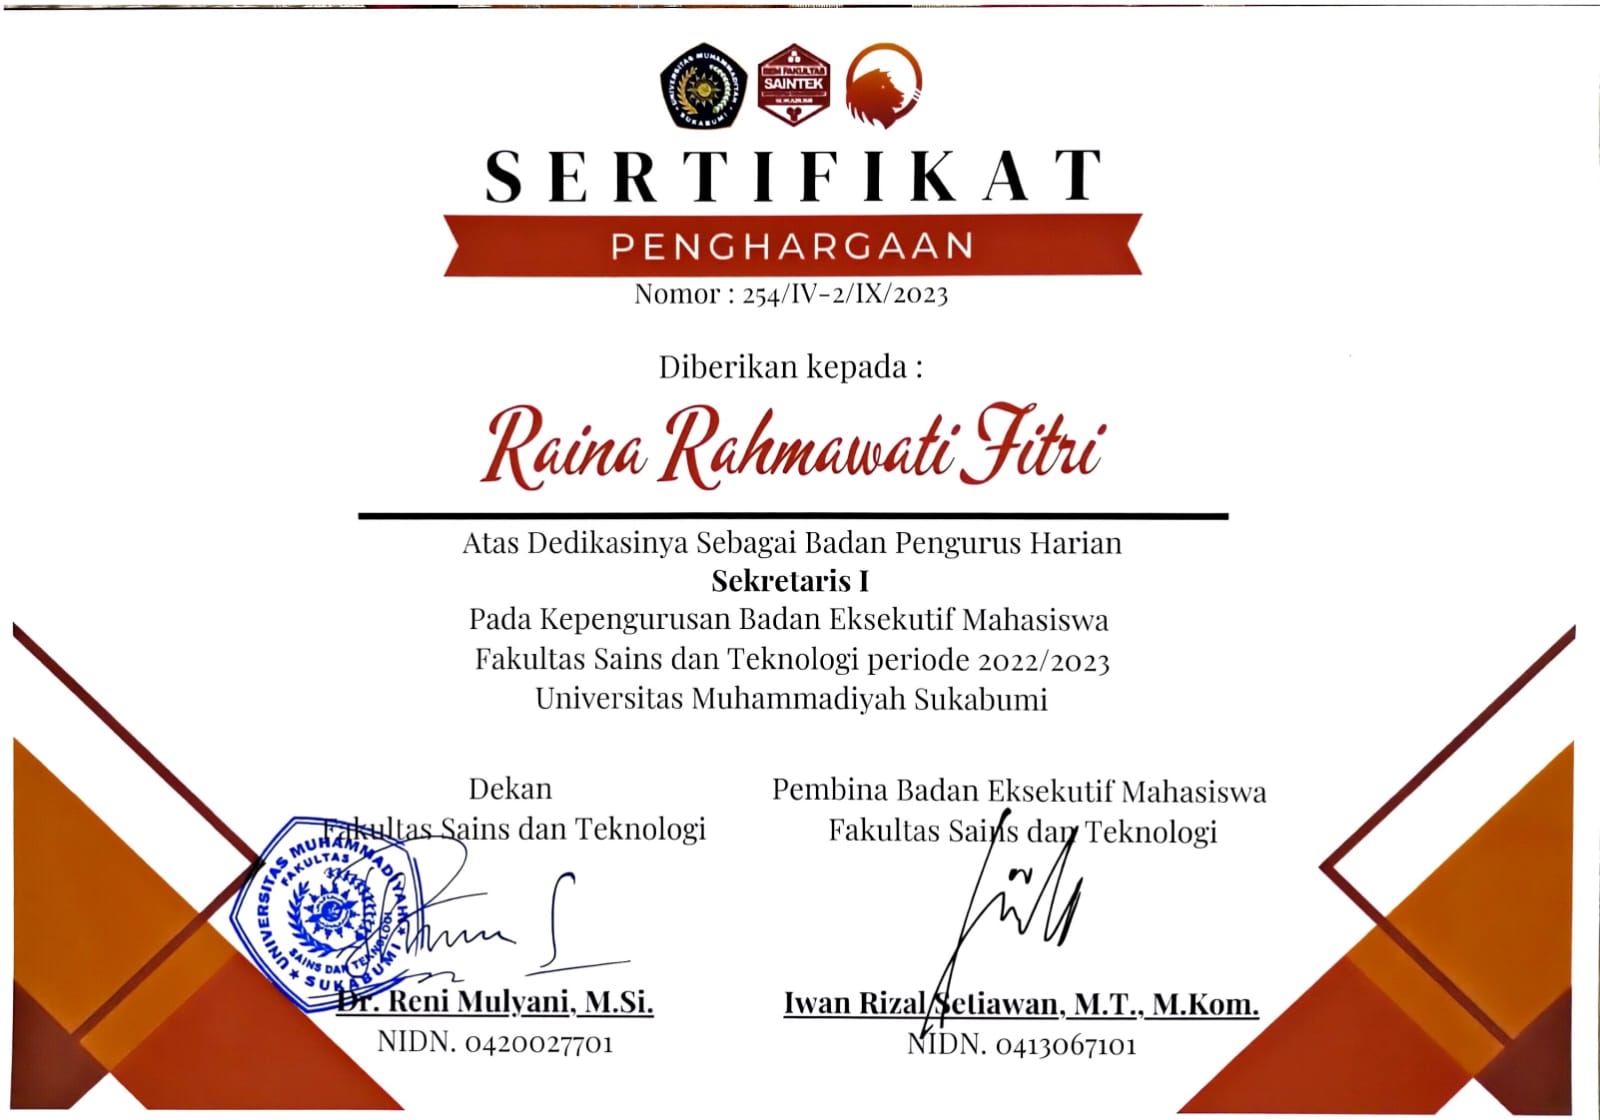 UNIVERSITAS MUHAMMADIYAH
SUKABUMI
BEM FAKULTAS
SAINTEK
SERTIFIKAT
PENGHARGAAN
Nomor : 254/IV-2/IX/2023
Diberikan kepada :
Raina Rahmawati Fitri
Atas Dedikasinya Sebagai Badan Pengurus Harian
Sekretaris I
Pada Kepengurusan Badan Eksekutif Mahasiswa
Fakultas Sains dan Teknologi periode 2022/2023
Universitas Muhammadiyah Sukabumi
Dekan
Fakultas Sains dan Teknologi
Pembina Badan Eksekutif Mahasiswa
Fakultas Sains dan Teknologi
UNIVERSITAS MUHAMMADIYAH
FAKULTAS
SAINS DAN TEKNOLOGI
SUKABUMI
Dr. Reni Mulyani, M.Si.
NIDN. 0420027701
Iwan Rizal Setiawan, M.T., M.Kom.
NIDN. 0413067101